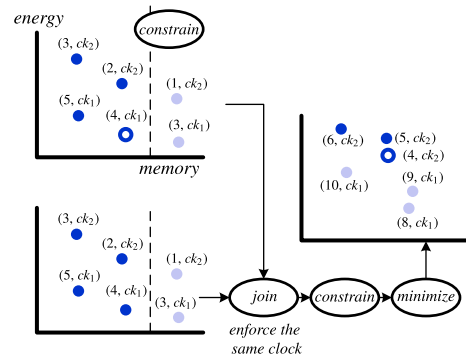 energy
constrain
(3, ck₂)
(2, ck₂)
(1, ck₂)
(5, ck₁)
(4, ck₁)
(3, ck₁)
memory
(6, ck₂)
(5, ck₂)
(4, ck₂)
(10, ck₁)
(9, ck₁)
(8, ck₁)
(3, ck₂)
(2, ck₂)
(1, ck₂)
(5, ck₁)
(4, ck₁)
(3, ck₁)
join
constrain
minimize
enforce the
same clock